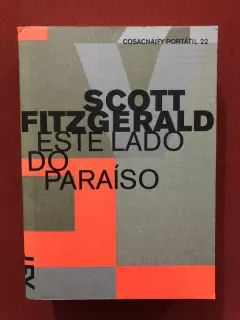 COSACNAIFY PORTÁTIL 22
SCOTT
FITZGERALD
ESTE LADO
DO
PARAÍSO